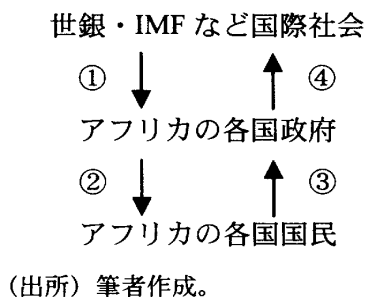 世銀・IMF など国際社会
① ④
アフリカの各国政府
② ③
アフリカの各国国民
(出所)筆者作成。